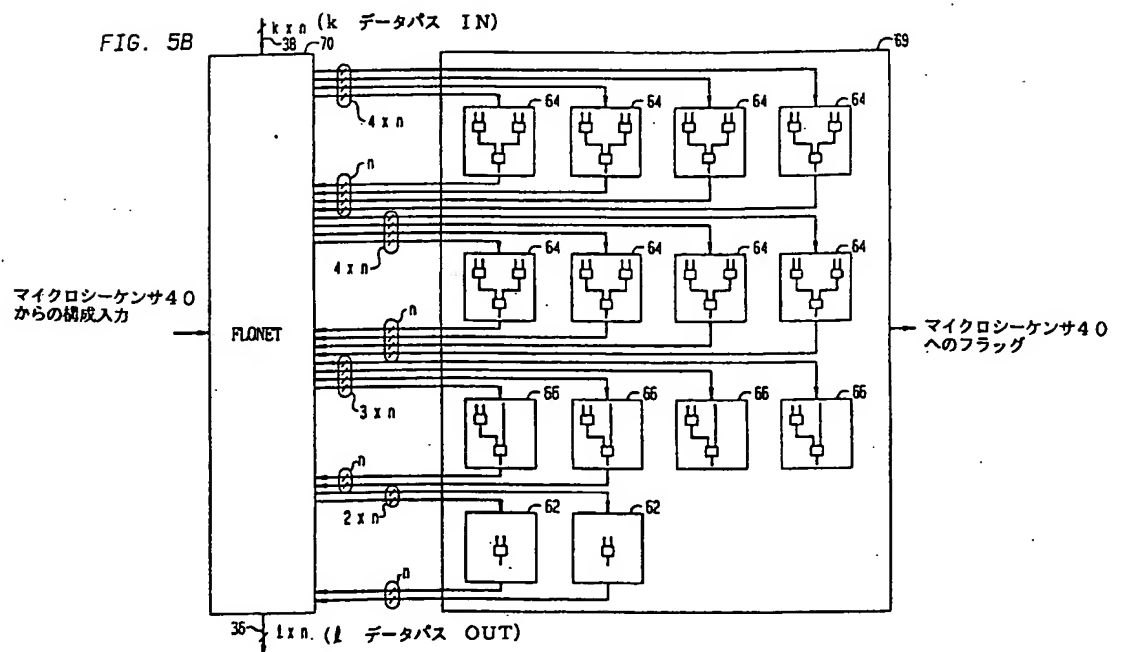 FIG. 5B
k x n (k データパス IN)
38
70
69
64
64
64
64
4 x n
n
64
64
64
64
4 x n
マイクロシーケンサ40
からの構成入力
FLONET
n
マイクロシーケンサ40
へのフラッグ
66
66
66
66
3 x n
n
62
62
2 x n
n
36
l x n. (l データパス OUT)